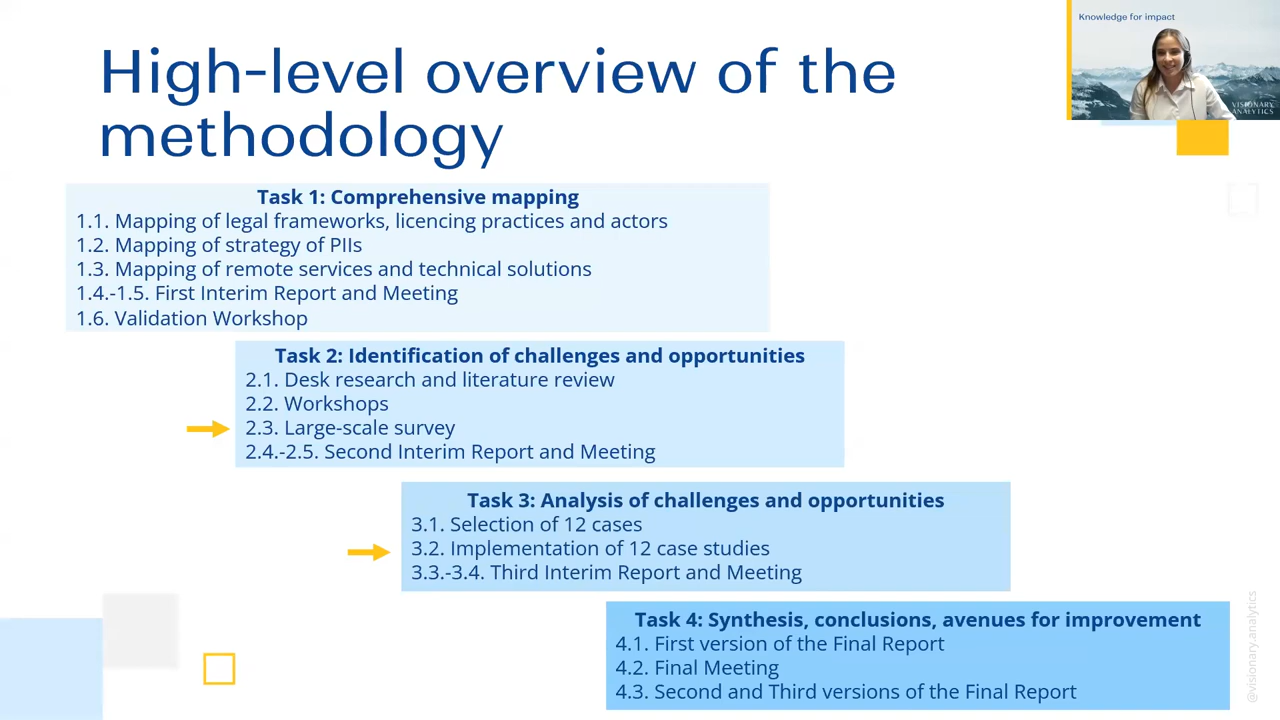 High-level overview of the
methodology
Knowledge for impact
VISIONARY
ANALYTICS
Task 1: Comprehensive mapping
1.1. Mapping of legal frameworks, licencing practices and actors
1.2. Mapping of strategy of PIIs
1.3. Mapping of remote services and technical solutions
1.4.-1.5. First Interim Report and Meeting
1.6. Validation Workshop
Task 2: Identification of challenges and opportunities
2.1. Desk research and literature review
2.2. Workshops
2.3. Large-scale survey
2.4.-2.5. Second Interim Report and Meeting
Task 3: Analysis of challenges and opportunities
3.1. Selection of 12 cases
3.2. Implementation of 12 case studies
3.3.-3.4. Third Interim Report and Meeting
Task 4: Synthesis, conclusions, avenues for improvement
4.1. First version of the Final Report
4.2. Final Meeting
4.3. Second and Third versions of the Final Report
@visionary.analytics